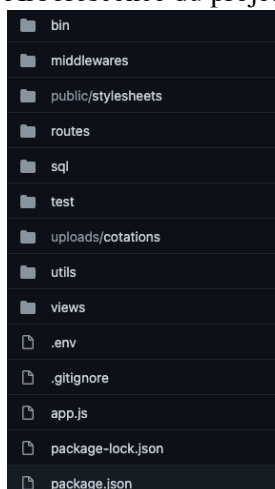 bin
middlewares
public/stylesheets
routes
sql
test
uploads/cotations
utils
views
.env
.gitignore
app.js
package-lock.json
package.json